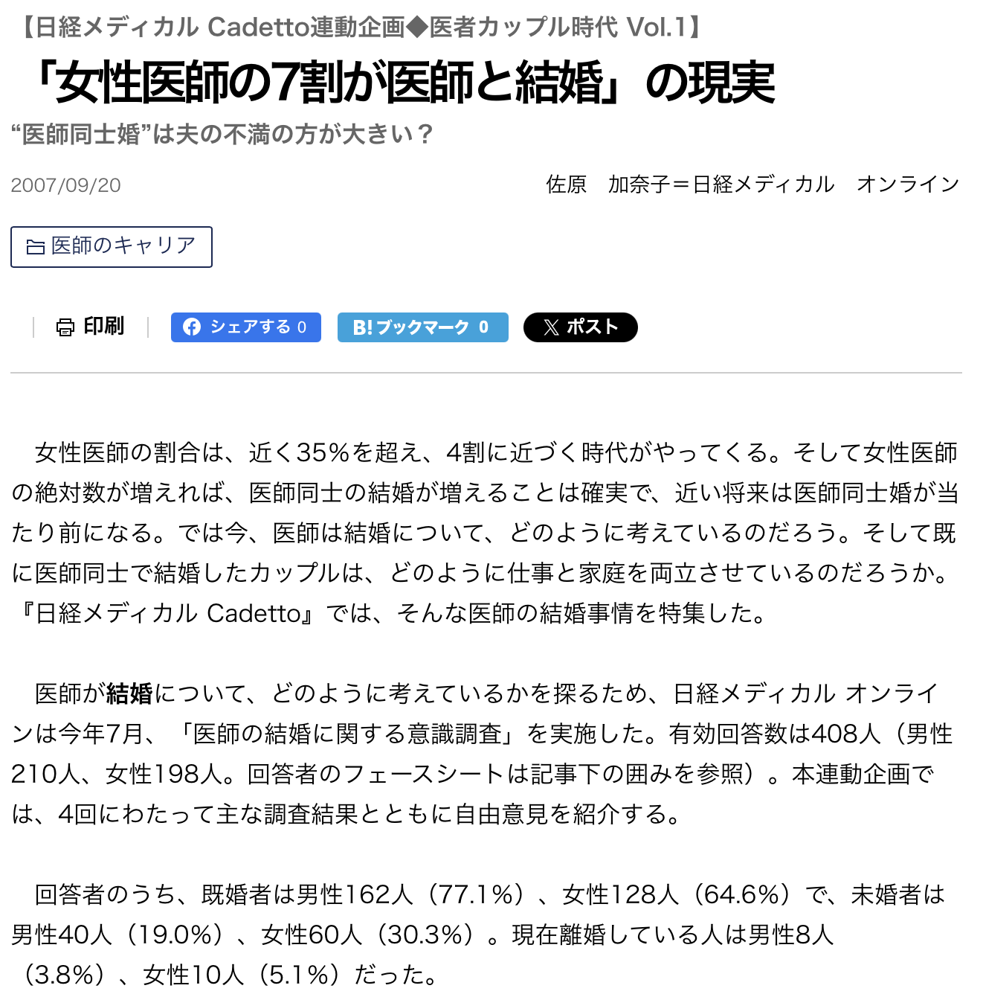 【日経メディカル Cadetto連動企画◆医者カップル時代 Vol.1】
「女性医師の7割が医師と結婚」の現実
“医師同士婚”は夫の不満の方が大きい？
2007/09/20
佐原　加奈子＝日経メディカル　オンライン
医師のキャリア
印刷
シェアする 0
B! ブックマーク 0
X ポスト
　女性医師の割合は、近く35％を超え、4割に近づく時代がやってくる。そして女性医師
の絶対数が増えれば、医師同士の結婚が増えることは確実で、近い将来は医師同士婚が当
たり前になる。では今、医師は結婚について、どのように考えているのだろう。そして既
に医師同士で結婚したカップルは、どのように仕事と家庭を両立させているのだろうか。
『日経メディカル Cadetto』では、そんな医師の結婚事情を特集した。
　医師が結婚について、どのように考えているかを探るため、日経メディカル オンライ
ンは今年7月、「医師の結婚に関する意識調査」を実施した。有効回答数は408人（男性
210人、女性198人。回答者のフェースシートは記事下の囲みを参照）。本連動企画で
は、4回にわたって主な調査結果とともに自由意見を紹介する。
　回答者のうち、既婚者は男性162人（77.1％）、女性128人（64.6％）で、未婚者は
男性40人（19.0％）、女性60人（30.3％）。現在離婚している人は男性8人
（3.8％）、女性10人（5.1％）だった。